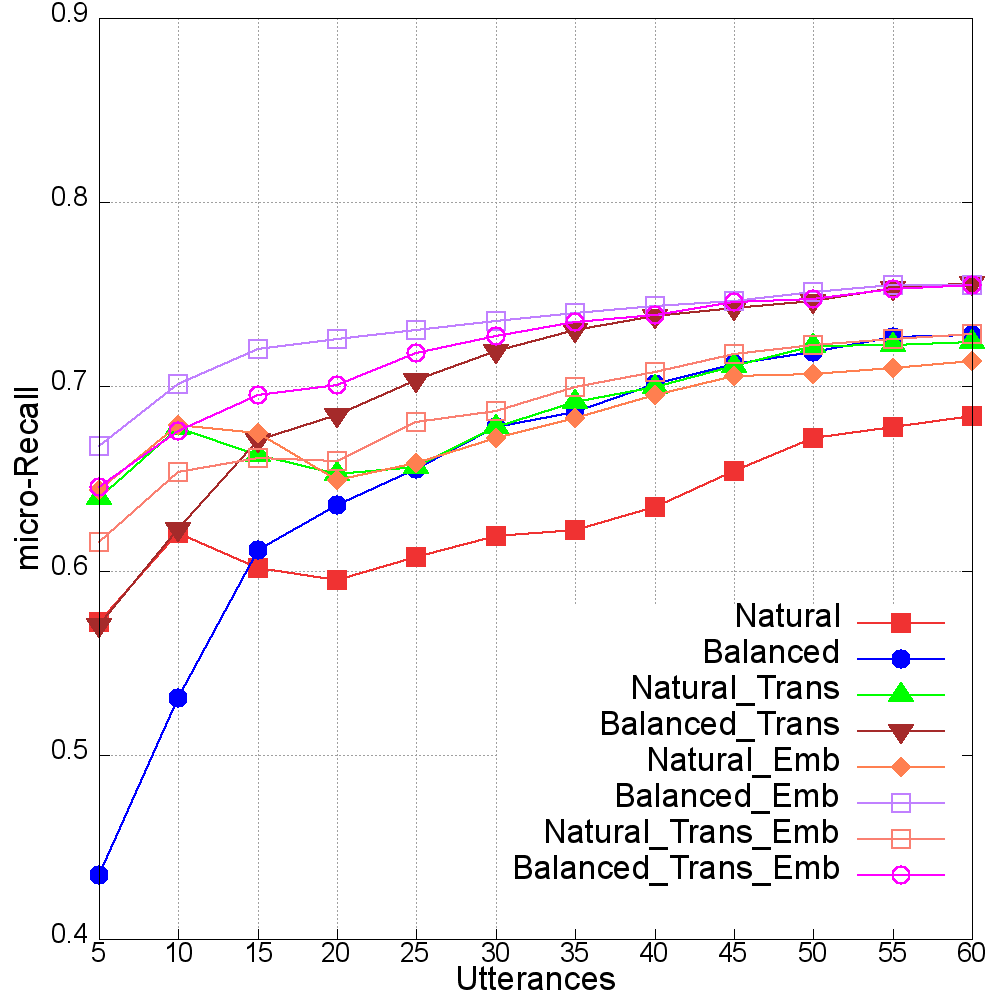 0.9
0.8
0.7
0.6
0.5
0.4
micro-Recall
Natural
Balanced
Natural_Trans
Balanced_Trans
Natural_Emb
Balanced_Emb
Natural_Trans_Emb
Balanced_Trans_Emb
5 10 15 20 25 30 35 40 45 50 55 60
Utterances